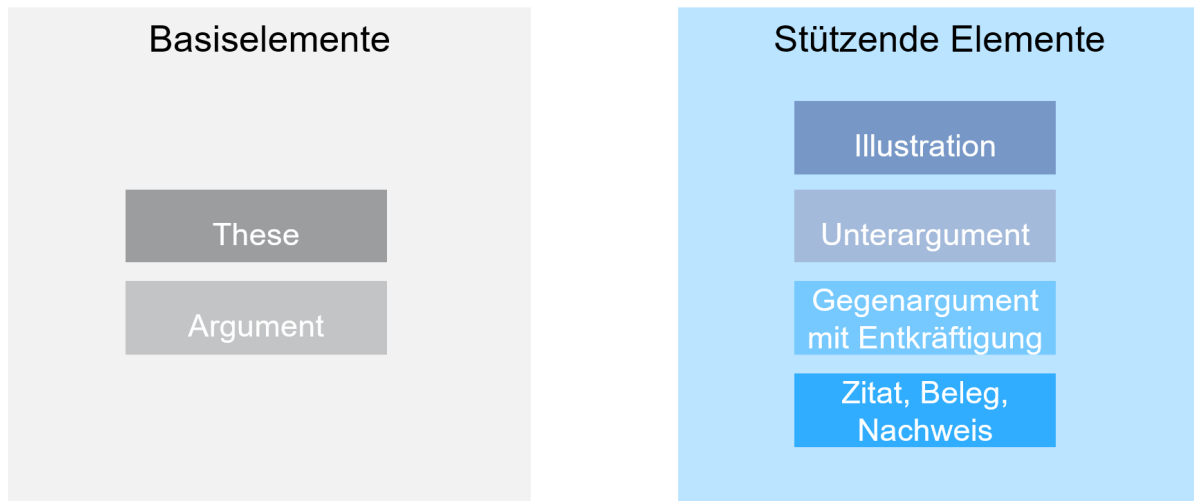 Basiselemente
These
Argument
Stützende Elemente
Illustration
Unterargument
Gegenargument
mit Entkräftigung
Zitat, Beleg,
Nachweis